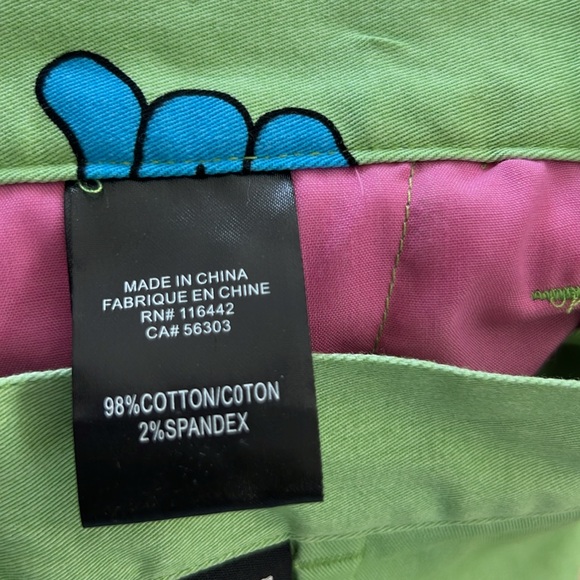 MADE IN CHINA
FABRIQUE EN CHINE
RN# 116442
CA# 56303
98%COTTON/COTON
2%SPANDEX